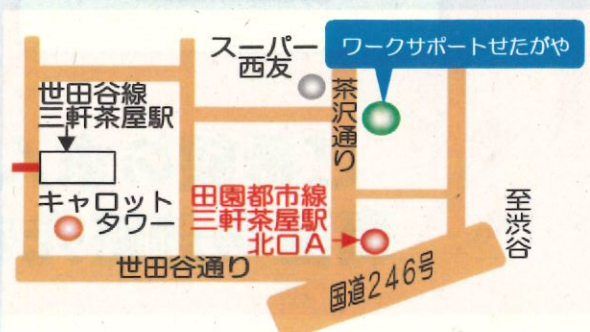 スーパー
西友
ワークサポートせたがや
世田谷線
三軒茶屋駅
茶沢通り
キャロット
タワー
田園都市線
三軒茶屋駅
北口A
至渋谷
世田谷通り
国道246号